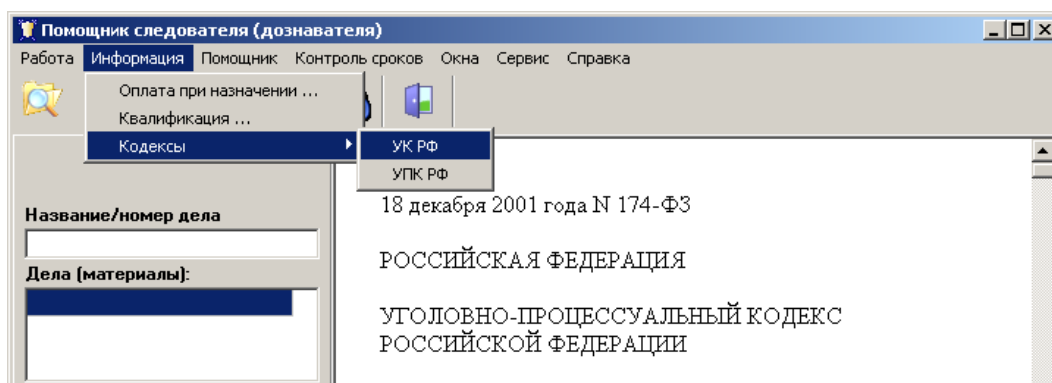 Помощник следователя (дознавателя)
Работа Информация Помощник Контроль сроков Окна Сервис Справка
Оплата при назначении ...
Квалификация ...
Кодексы
УК РФ
УПК РФ
Название/номер дела
Дела (материалы):
18 декабря 2001 года N 174-ФЗ
РОССИЙСКАЯ ФЕДЕРАЦИЯ
УГОЛОВНО-ПРОЦЕССУАЛЬНЫЙ КОДЕКС
РОССИЙСКОЙ ФЕДЕРАЦИИ